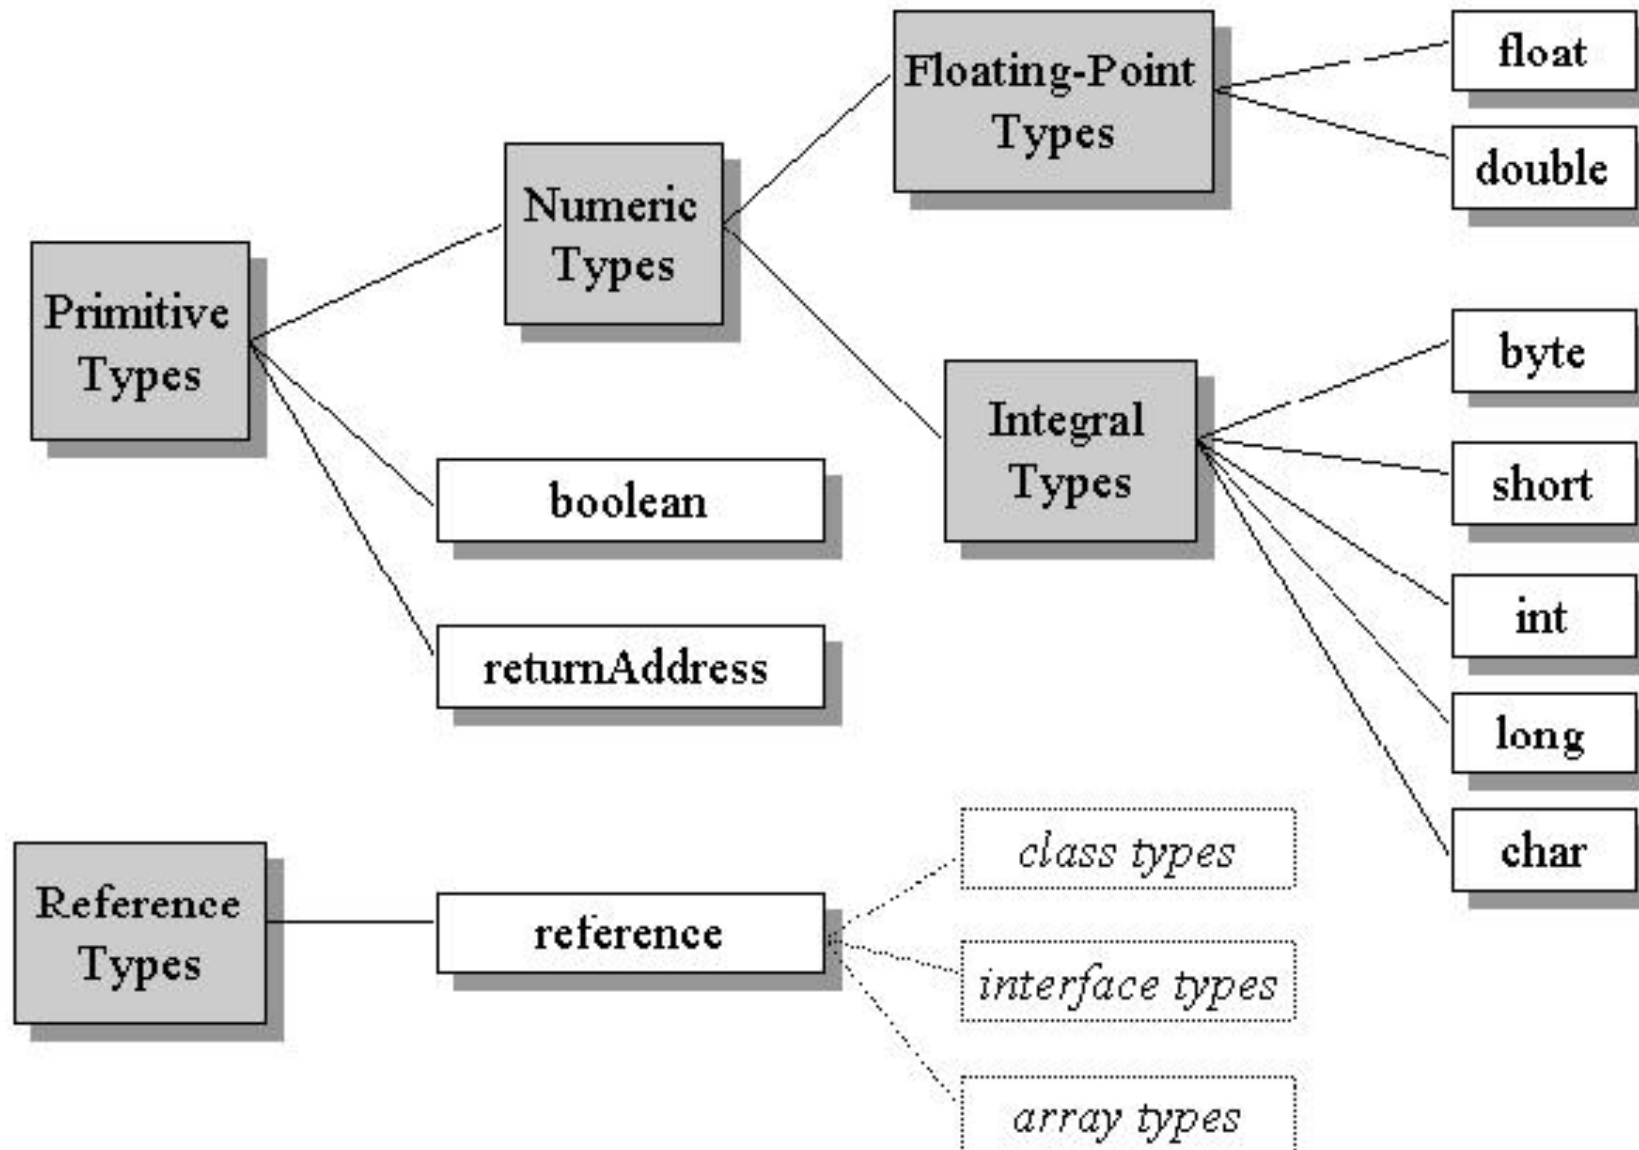 Primitive
Types
Numeric
Types
Floating-Point
Types
float
double
Integral
Types
byte
short
int
long
char
boolean
returnAddress
Reference
Types
reference
class types
interface types
array types